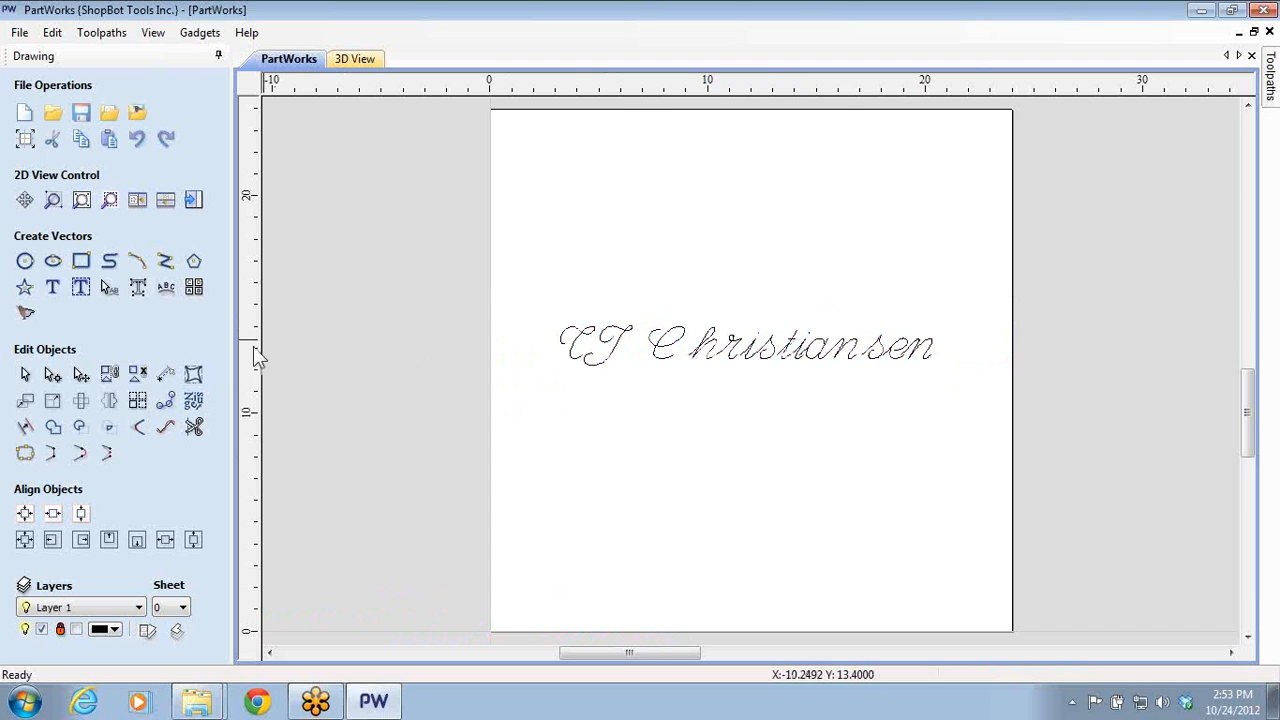 PartWorks {ShopBot Tools Inc.} - [PartWorks]
File Edit Toolpaths View Gadgets Help
Drawing
PartWorks 3D View
Toolpaths
File Operations
-10 0 10 20 30
2D View Control
20
Create Vectors
CJ Christiansen
Edit Objects
10
Align Objects
Layers Sheet
Layer 1 0
0
Ready X:-10.2492 Y: 13.4000
PW
2:53 PM
10/24/2012